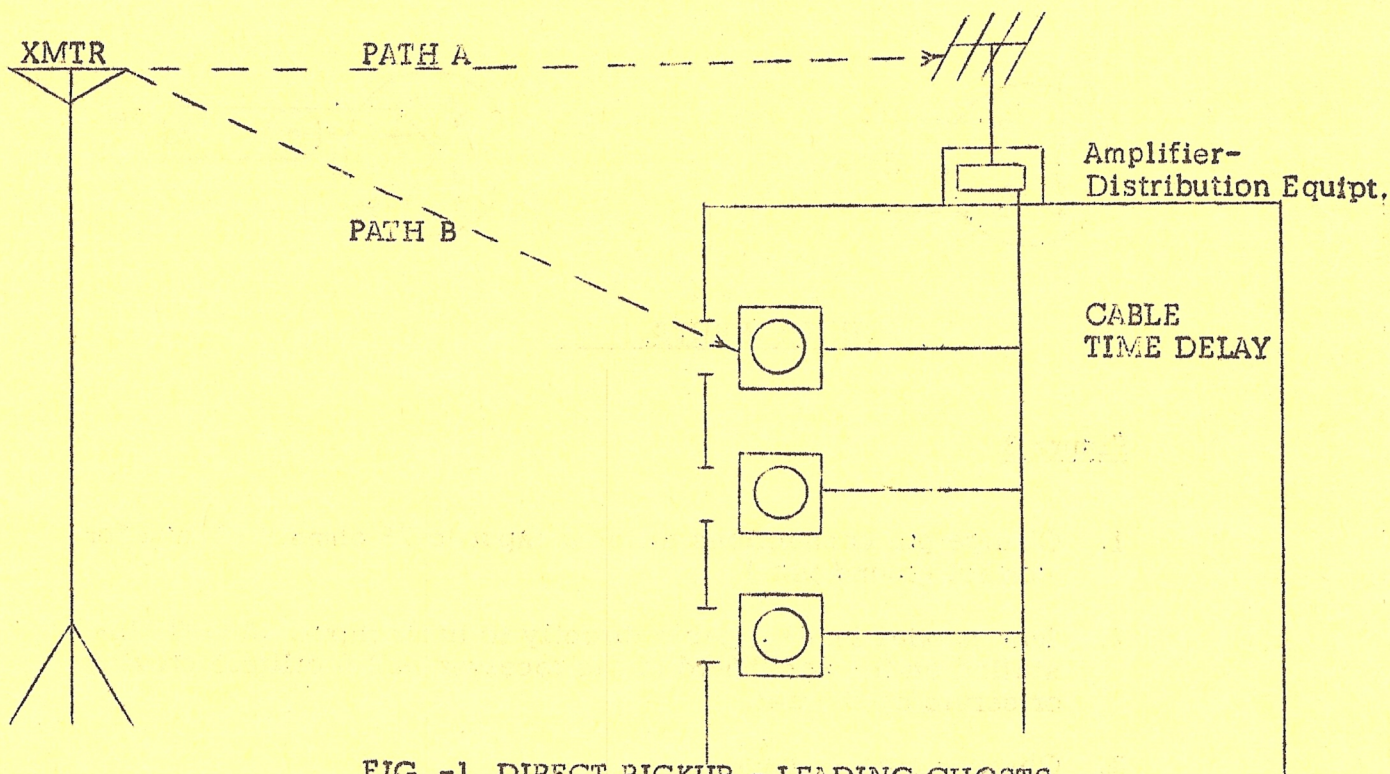 XMTR
PATH A
Amplifier-
Distribution Equipt.
PATH B
CABLE
TIME DELAY
FIG. -1 DIRECT PICKUP - LEADING GHOSTS